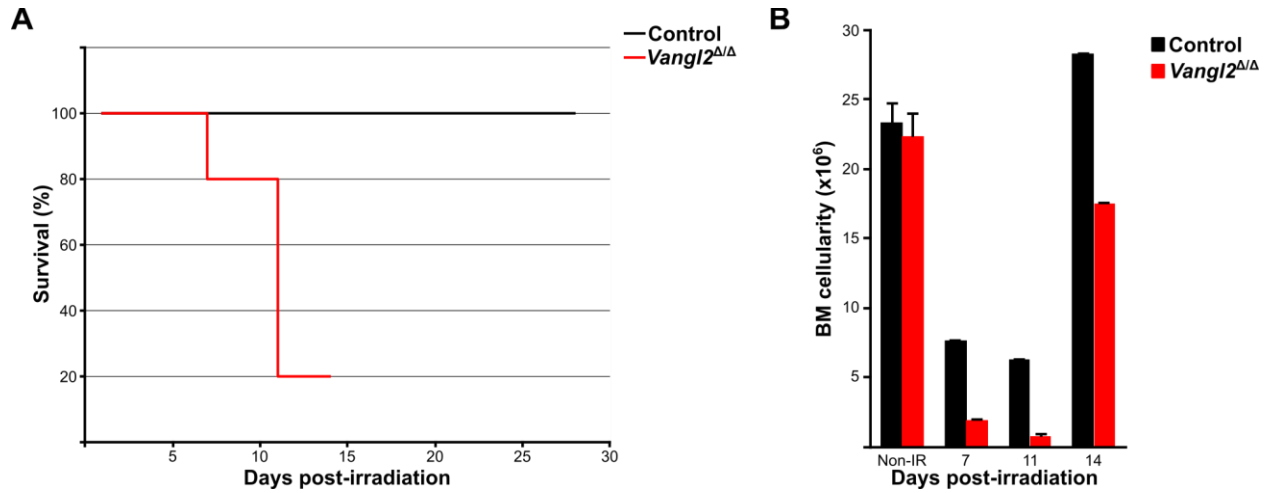 A
Control
Vangl2Δ/Δ
Survival (%)
100
80
60
40
20
5 10 15 20 25 30
Days post-irradiation
B
Control
Vangl2Δ/Δ
BM cellularity (x10⁶)
30
25
20
15
10
5
Non-IR 7 11 14
Days post-irradiation